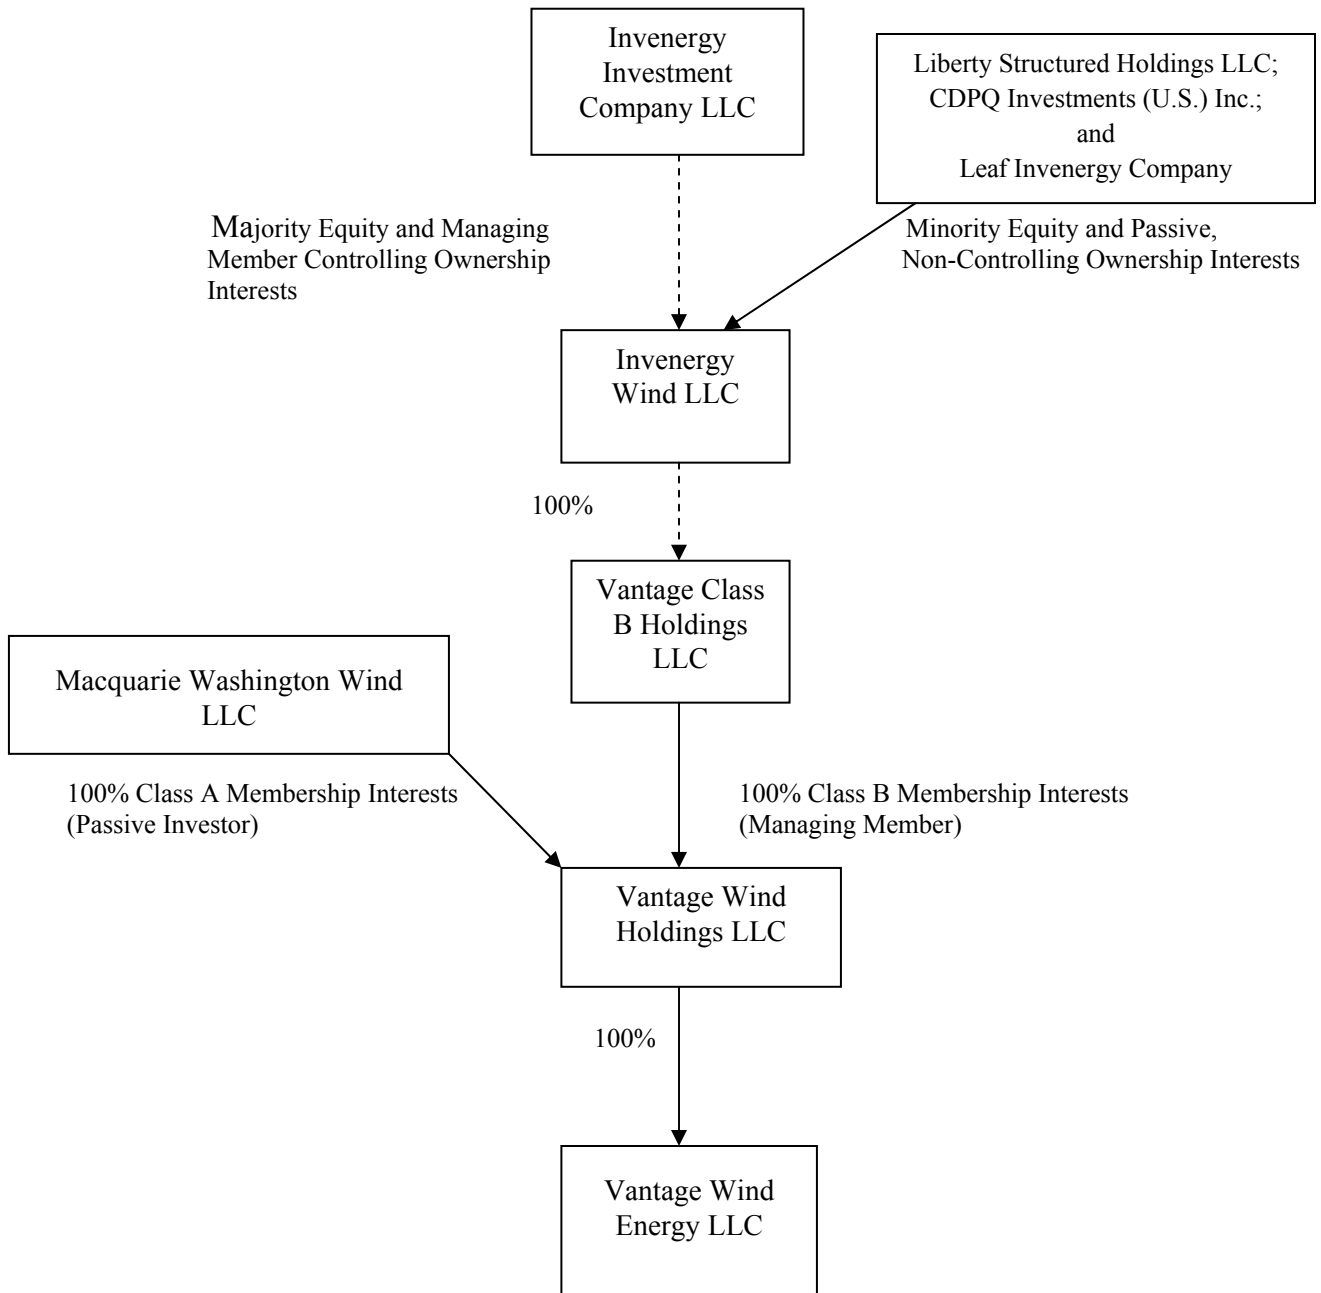 Invenergy
Investment
Company LLC
Liberty Structured Holdings LLC;
CDPQ Investments (U.S.) Inc.;
and
Leaf Invenergy Company
Majority Equity and Managing
Member Controlling Ownership
Interests
Minority Equity and Passive,
Non-Controlling Ownership Interests
Invenergy
Wind LLC
100%
Vantage Class
B Holdings
LLC
Macquarie Washington Wind
LLC
100% Class A Membership Interests
(Passive Investor)
100% Class B Membership Interests
(Managing Member)
Vantage Wind
Holdings LLC
100%
Vantage Wind
Energy LLC